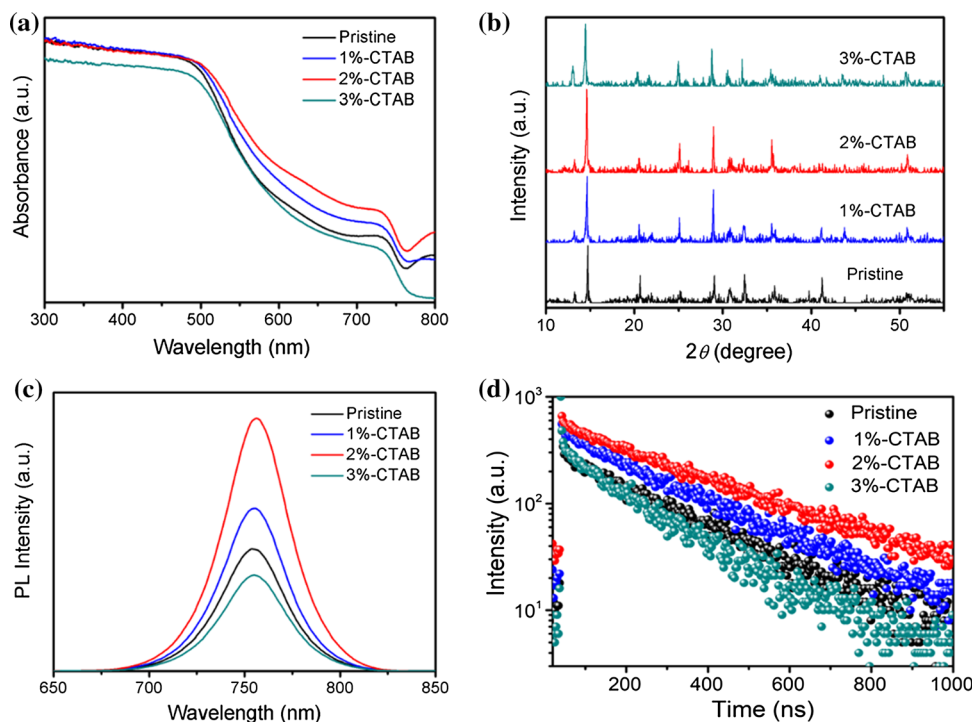 (a)
Pristine
1%-CTAB
2%-CTAB
3%-CTAB
Absorbance (a.u.)
300 400 500 600 700 800
Wavelength (nm)
(b)
3%-CTAB
2%-CTAB
1%-CTAB
Pristine
Intensity (a.u.)
10 20 30 40 50
2θ (degree)
(c)
Pristine
1%-CTAB
2%-CTAB
3%-CTAB
PL Intensity (a.u.)
650 700 750 800 850
Wavelength (nm)
(d)
Pristine
1%-CTAB
2%-CTAB
3%-CTAB
10³
10²
10¹
Intensity (a.u.)
200 400 600 800 1000
Time (ns)